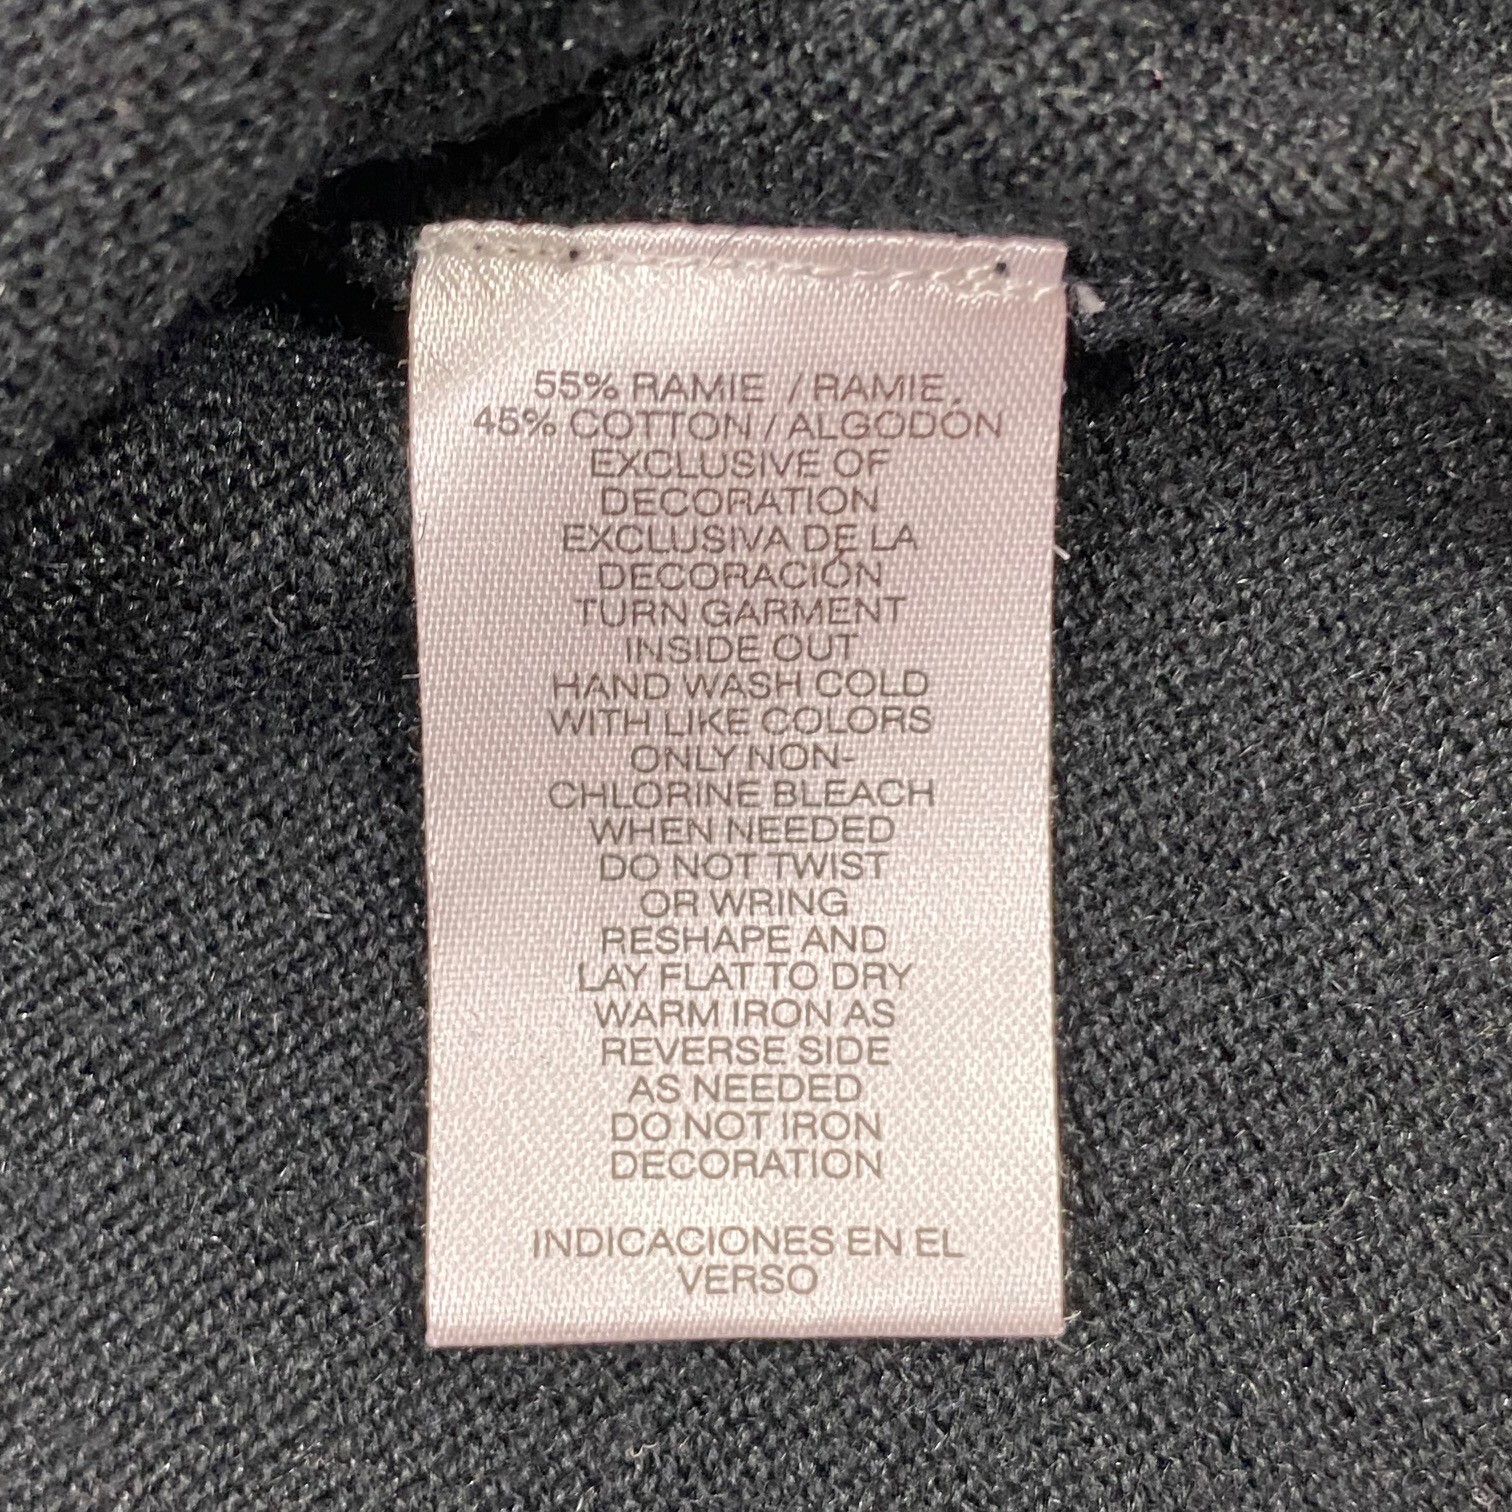 55% RAMIE / RAMIE
45% COTTON / ALGODÓN
EXCLUSIVE OF
DECORATION
EXCLUSIVA DE LA
DECORACIÓN
TURN GARMENT
INSIDE OUT
HAND WASH COLD
WITH LIKE COLORS
ONLY NON-
CHLORINE BLEACH
WHEN NEEDED
DO NOT TWIST
OR WRING
RESHAPE AND
LAY FLAT TO DRY
WARM IRON AS
REVERSE SIDE
AS NEEDED
DO NOT IRON
DECORATION
INDICACIONES EN EL
VERSO